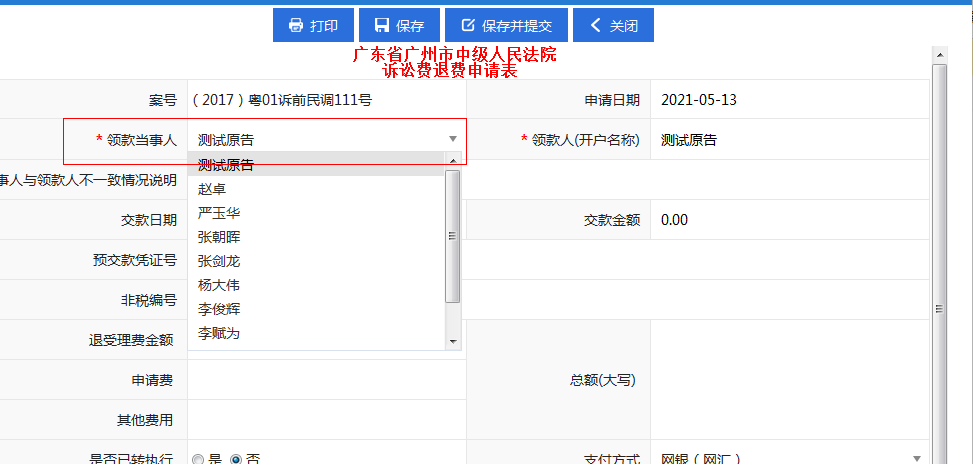 打印 保存 保存并提交 关闭
广东省广州市中级人民法院
诉讼费退费申请表
案号 （2017）粤01诉前民调111号 申请日期 2021-05-13
* 领款当事人 测试原告 * 领款人(开户名称) 测试原告
测试原告
事人与领款人不一致情况说明
赵卓
严玉华
交款日期 交款金额 0.00
张朝晖
预交款凭证号 张剑龙
杨大伟
非税编号
李俊辉
退受理费金额 李赋为
申请费 总额(大写)
其他费用
是否已转执行 是 否 支付方式 网银（网汇）